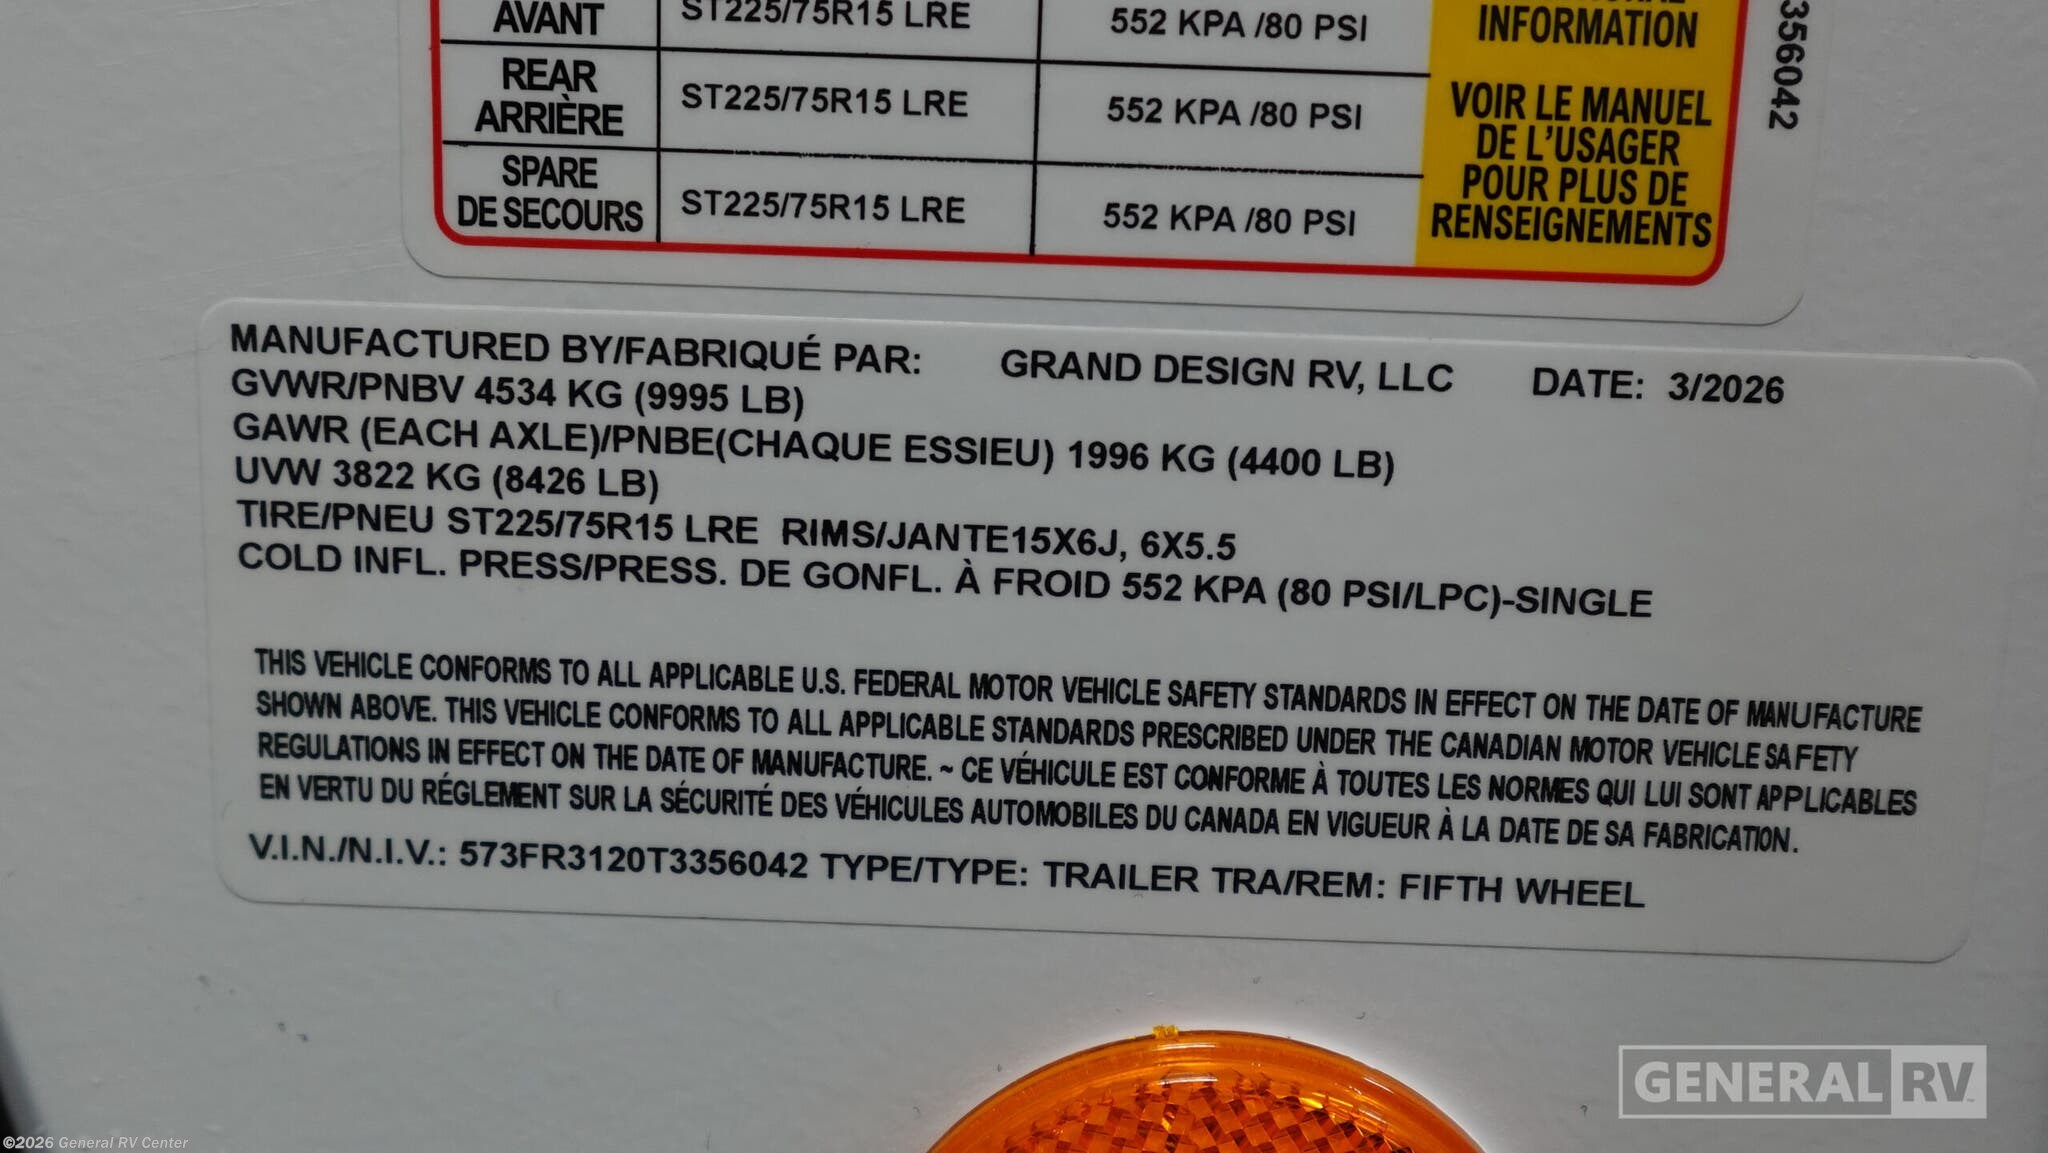 AVANT ST225/75R15 LRE 552 KPA /80 PSI
INFORMATION
REAR
ARRIÈRE ST225/75R15 LRE 552 KPA /80 PSI
SPARE
DE SECOURS ST225/75R15 LRE 552 KPA /80 PSI
VOIR LE MANUEL
DE L'USAGER
POUR PLUS DE
RENSEIGNEMENTS
356042
MANUFACTURED BY/FABRIQUÉ PAR: GRAND DESIGN RV, LLC DATE: 3/2026
GVWR/PNBV 4534 KG (9995 LB)
GAWR (EACH AXLE)/PNBE(CHAQUE ESSIEU) 1996 KG (4400 LB)
UVW 3822 KG (8426 LB)
TIRE/PNEU ST225/75R15 LRE RIMS/JANTE15X6J, 6X5.5
COLD INFL. PRESS/PRESS. DE GONFL. À FROID 552 KPA (80 PSI/LPC)-SINGLE
THIS VEHICLE CONFORMS TO ALL APPLICABLE U.S. FEDERAL MOTOR VEHICLE SAFETY STANDARDS IN EFFECT ON THE DATE OF MANUFACTURE
SHOWN ABOVE. THIS VEHICLE CONFORMS TO ALL APPLICABLE STANDARDS PRESCRIBED UNDER THE CANADIAN MOTOR VEHICLE SAFETY
REGULATIONS IN EFFECT ON THE DATE OF MANUFACTURE. ~ CE VÉHICULE EST CONFORME À TOUTES LES NORMES QUI LUI SONT APPLICABLES
EN VERTU DU RÉGLEMENT SUR LA SÉCURITÉ DES VÉHICULES AUTOMOBILES DU CANADA EN VIGUEUR À LA DATE DE SA FABRICATION.
V.I.N./N.I.V.: 573FR3120T3356042 TYPE/TYPE: TRAILER TRA/REM: FIFTH WHEEL
GENERAL RV
©2026 General RV Center